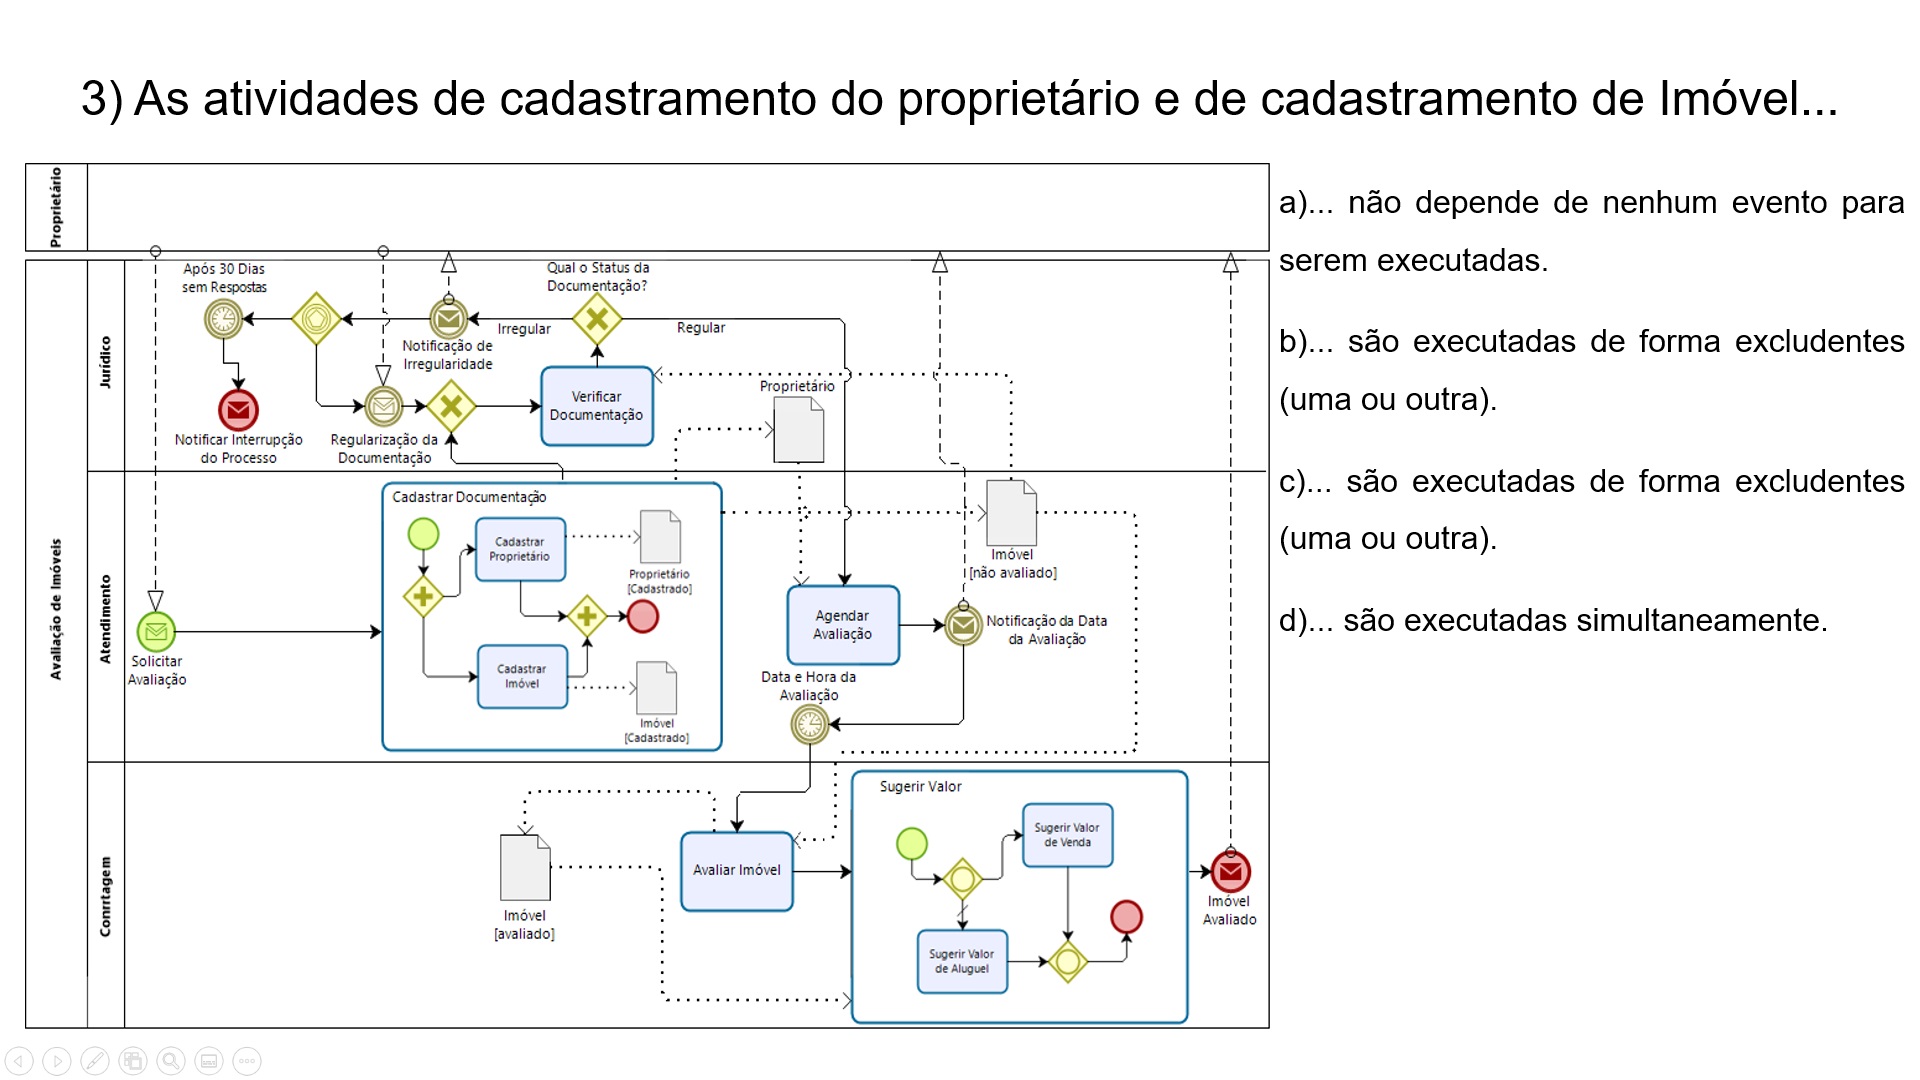 3) As atividades de cadastramento do proprietário e de cadastramento de Imóvel...
a)... não depende de nenhum evento para
serem executadas.
b)... são executadas de forma excludentes
(uma ou outra).
c)... são executadas de forma excludentes
(uma ou outra).
d)... são executadas simultaneamente.
Proprietário
Avaliação de Imóveis
Jurídico
Após 30 Dias
sem Respostas
Notificar Interrupção
do Processo
Notificação de
Irregularidade
Regularização da
Documentação
Irregular
Qual o Status da
Documentação?
Regular
Verificar
Documentação
Proprietário
Atendimento
Solicitar
Avaliação
Cadastrar Documentação
Cadastrar
Proprietário
Proprietário
[Cadastrado]
Cadastrar
Imóvel
Imóvel
[Cadastrado]
Agendar
Avaliação
Imóvel
[não avaliado]
Notificação da Data
da Avaliação
Data e Hora da
Avaliação
Conrrtagem
Imóvel
[avaliado]
Avaliar Imóvel
Sugerir Valor
Sugerir Valor
de Venda
Sugerir Valor
de Aluguel
Imóvel
Avaliado